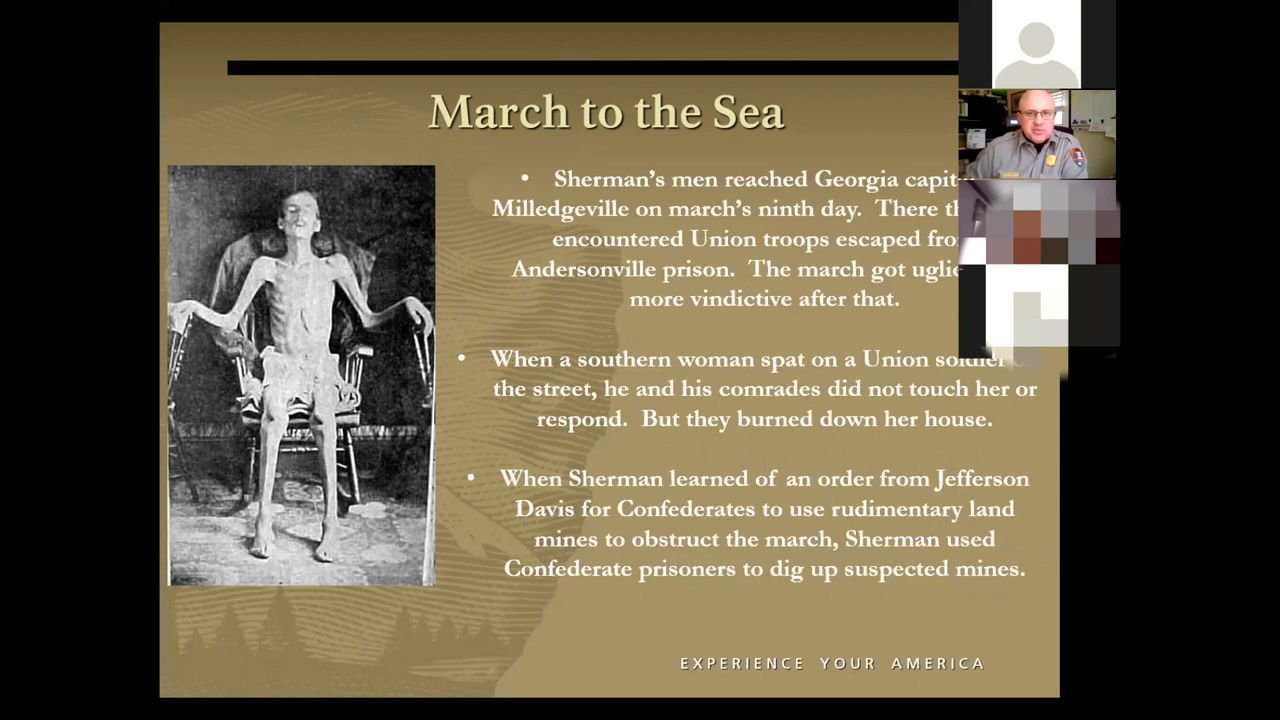 March to the Sea
• Sherman's men reached Georgia
Milledgeville on march's ninth day. There
encountered Union troops escaped
Andersonville prison. The march got
more vindictive after that.
• When a southern woman spat on a Union
the street, he and his comrades did not touch her or
respond. But they burned down her house.
• When Sherman learned of an order from Jefferson
Davis for Confederates to use rudimentary land
mines to obstruct the march, Sherman used
Confederate prisoners to dig up suspected mines.
EXPERIENCE YOUR AMERICA